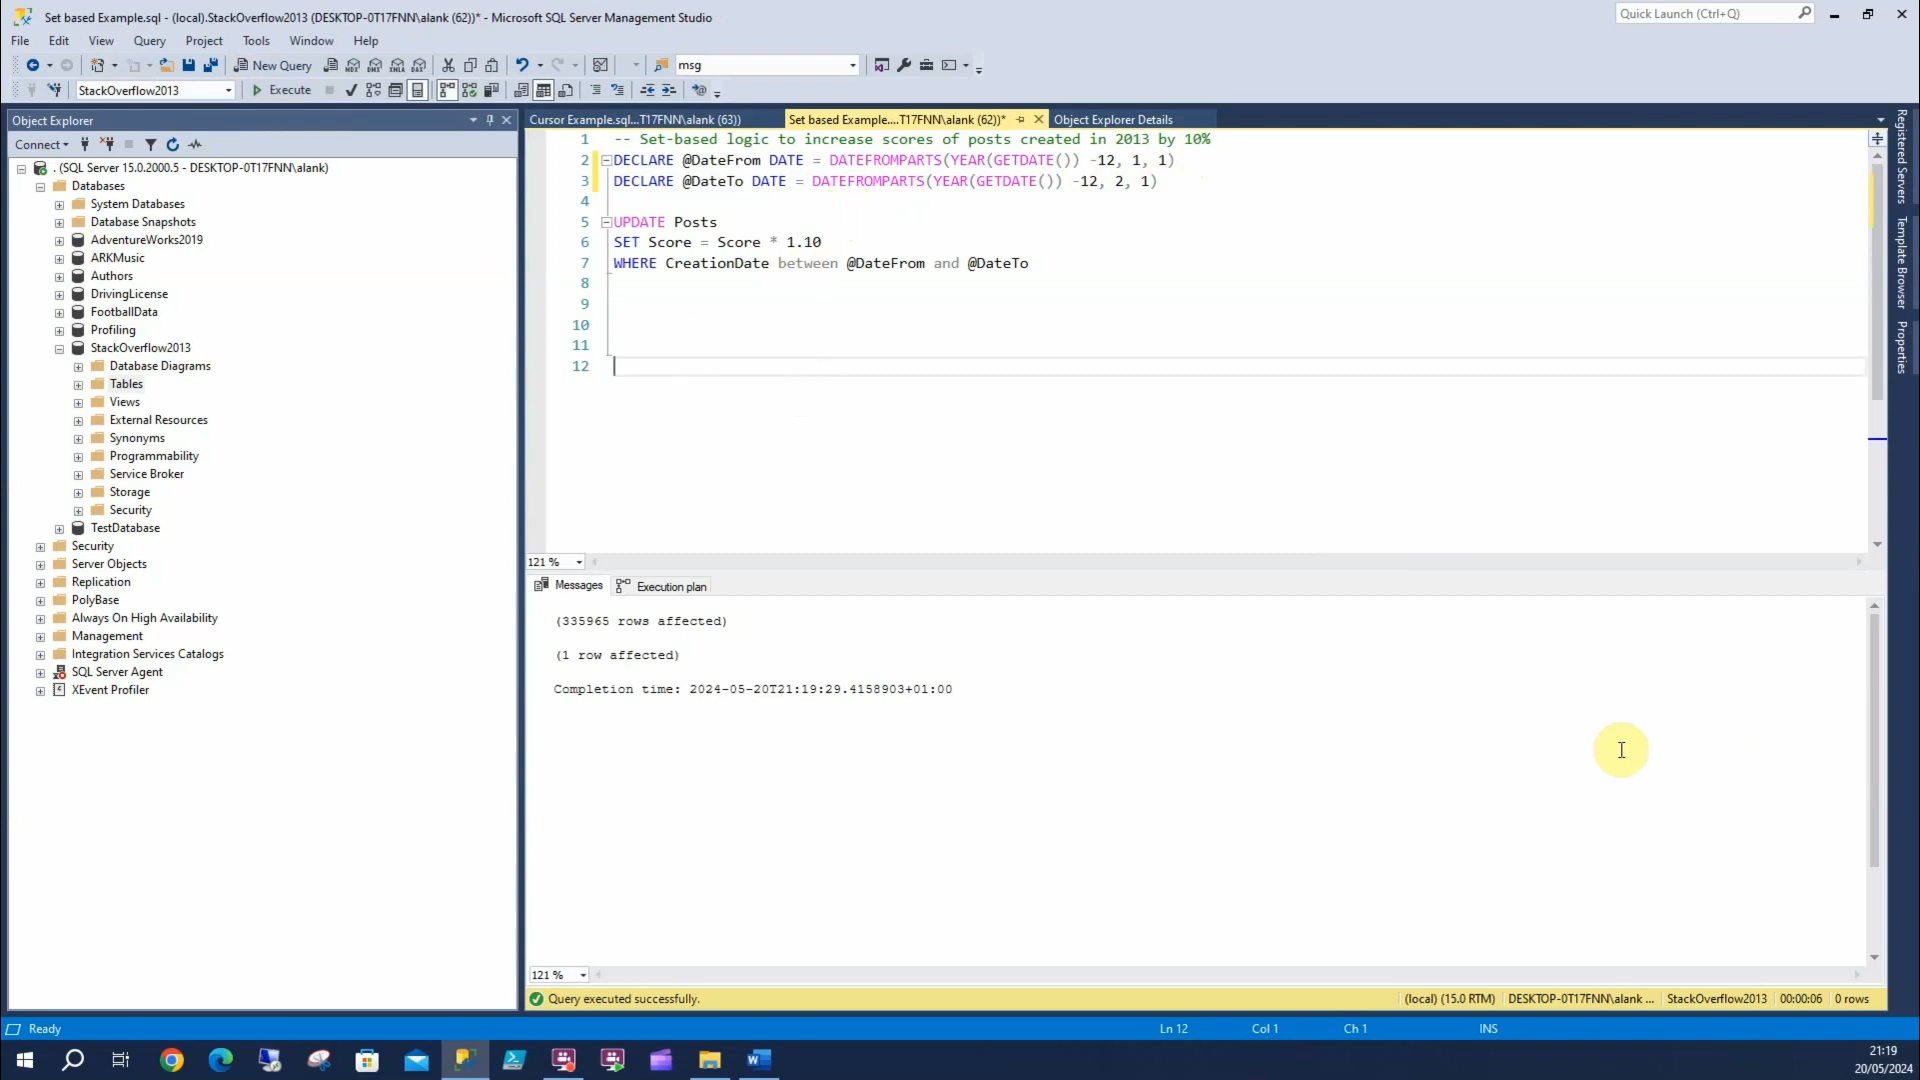 Set based Example.sql - (local).StackOverflow2013 (DESKTOP-0T17FNN\alank (62))* - Microsoft SQL Server Management Studio
Quick Launch (Ctrl+Q)
File Edit View Query Project Tools Window Help
New Query
msg
StackOverflow2013
Execute
Object Explorer
Connect
. (SQL Server 15.0.2000.5 - DESKTOP-0T17FNN\alank)
Databases
System Databases
Database Snapshots
AdventureWorks2019
ARKMusic
Authors
DrivingLicense
FootballData
Profiling
StackOverflow2013
Database Diagrams
Tables
Views
External Resources
Synonyms
Programmability
Service Broker
Storage
Security
TestDatabase
Security
Server Objects
Replication
PolyBase
Always On High Availability
Management
Integration Services Catalogs
SQL Server Agent
XEvent Profiler
Cursor Example.sql...T17FNN\alank (63)) Set based Example....T17FNN\alank (62))* Object Explorer Details
1 -- Set-based logic to increase scores of posts created in 2013 by 10%
2 DECLARE @DateFrom DATE = DATEFROMPARTS(YEAR(GETDATE()) -12, 1, 1)
3 DECLARE @DateTo DATE = DATEFROMPARTS(YEAR(GETDATE()) -12, 2, 1)
4
5 UPDATE Posts
6 SET Score = Score * 1.10
7 WHERE CreationDate between @DateFrom and @DateTo
8
9
10
11
12
121 %
Messages Execution plan
(335965 rows affected)
(1 row affected)
Completion time: 2024-05-20T21:19:29.4158903+01:00
121 %
Query executed successfully.
(local) (15.0 RTM) DESKTOP-0T17FNN\alank ... StackOverflow2013 00:00:06 0 rows
Registered Servers
Template Browser
Properties
Ready
Ln 12 Col 1 Ch 1 INS
21:19
20/05/2024